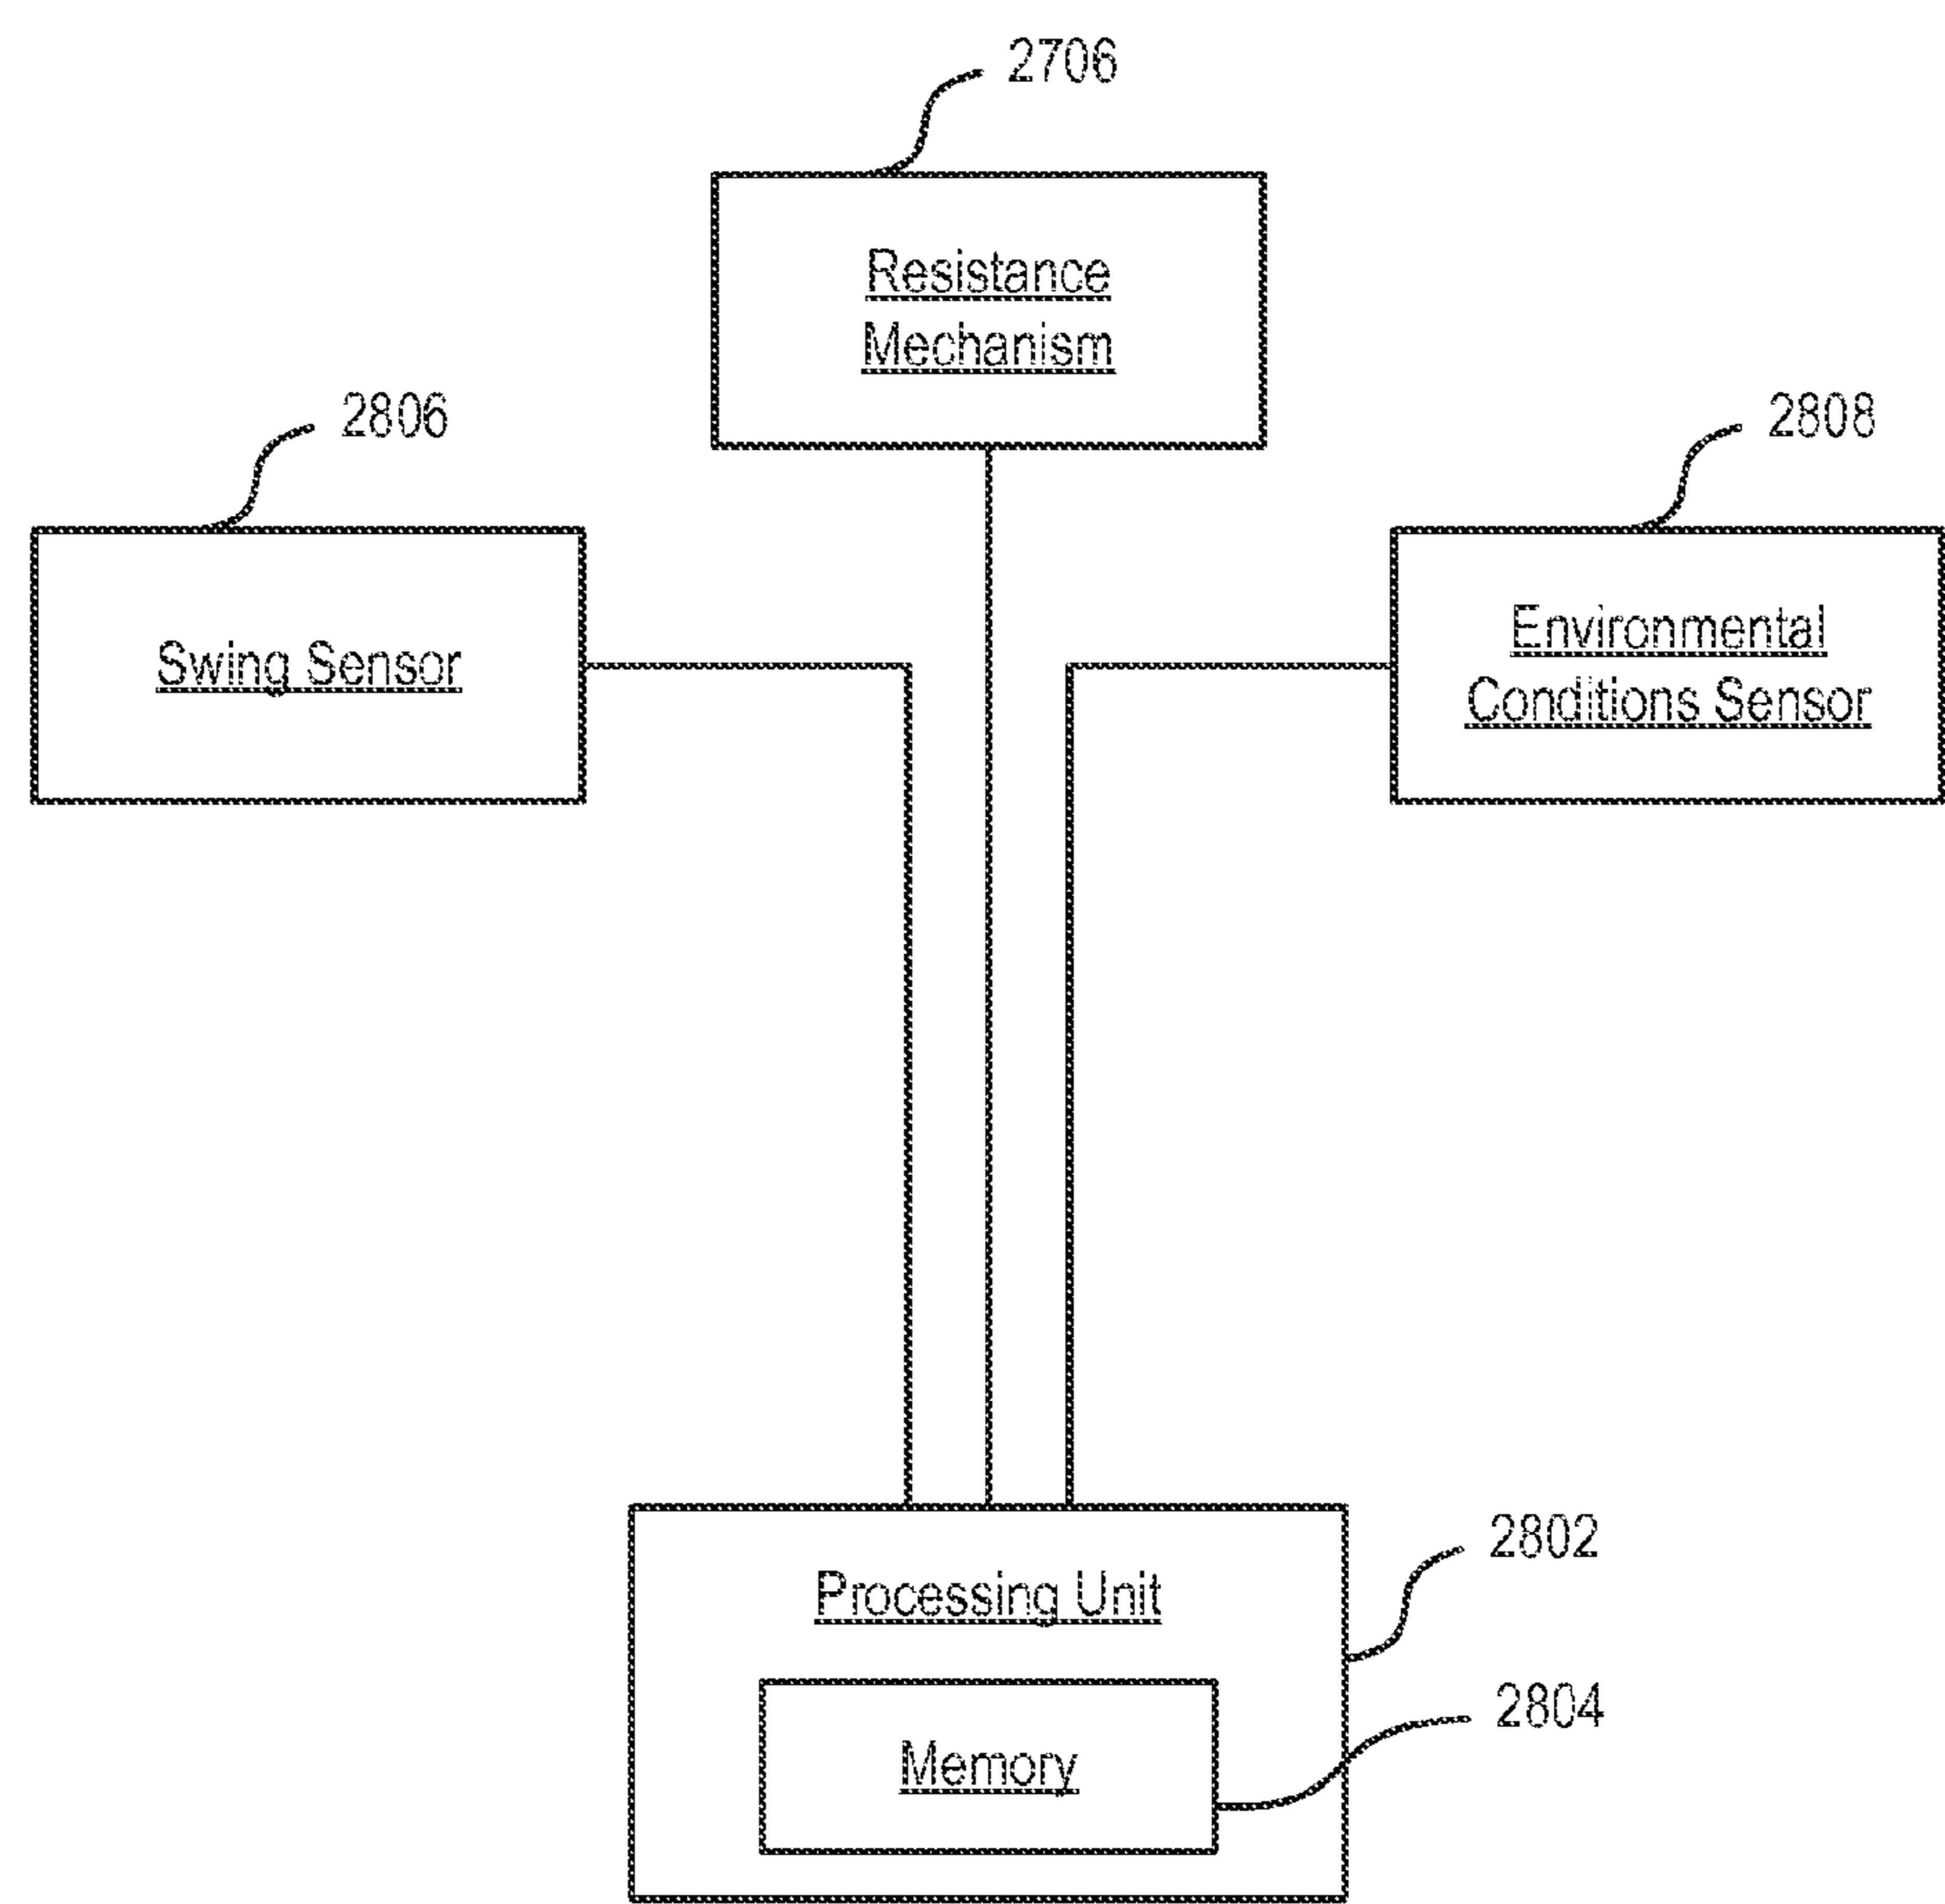 2706
Resistance
Mechanism
2806
2808
Swing Sensor
Environmental
Conditions Sensor
2802
Processing Unit
2804
Memory